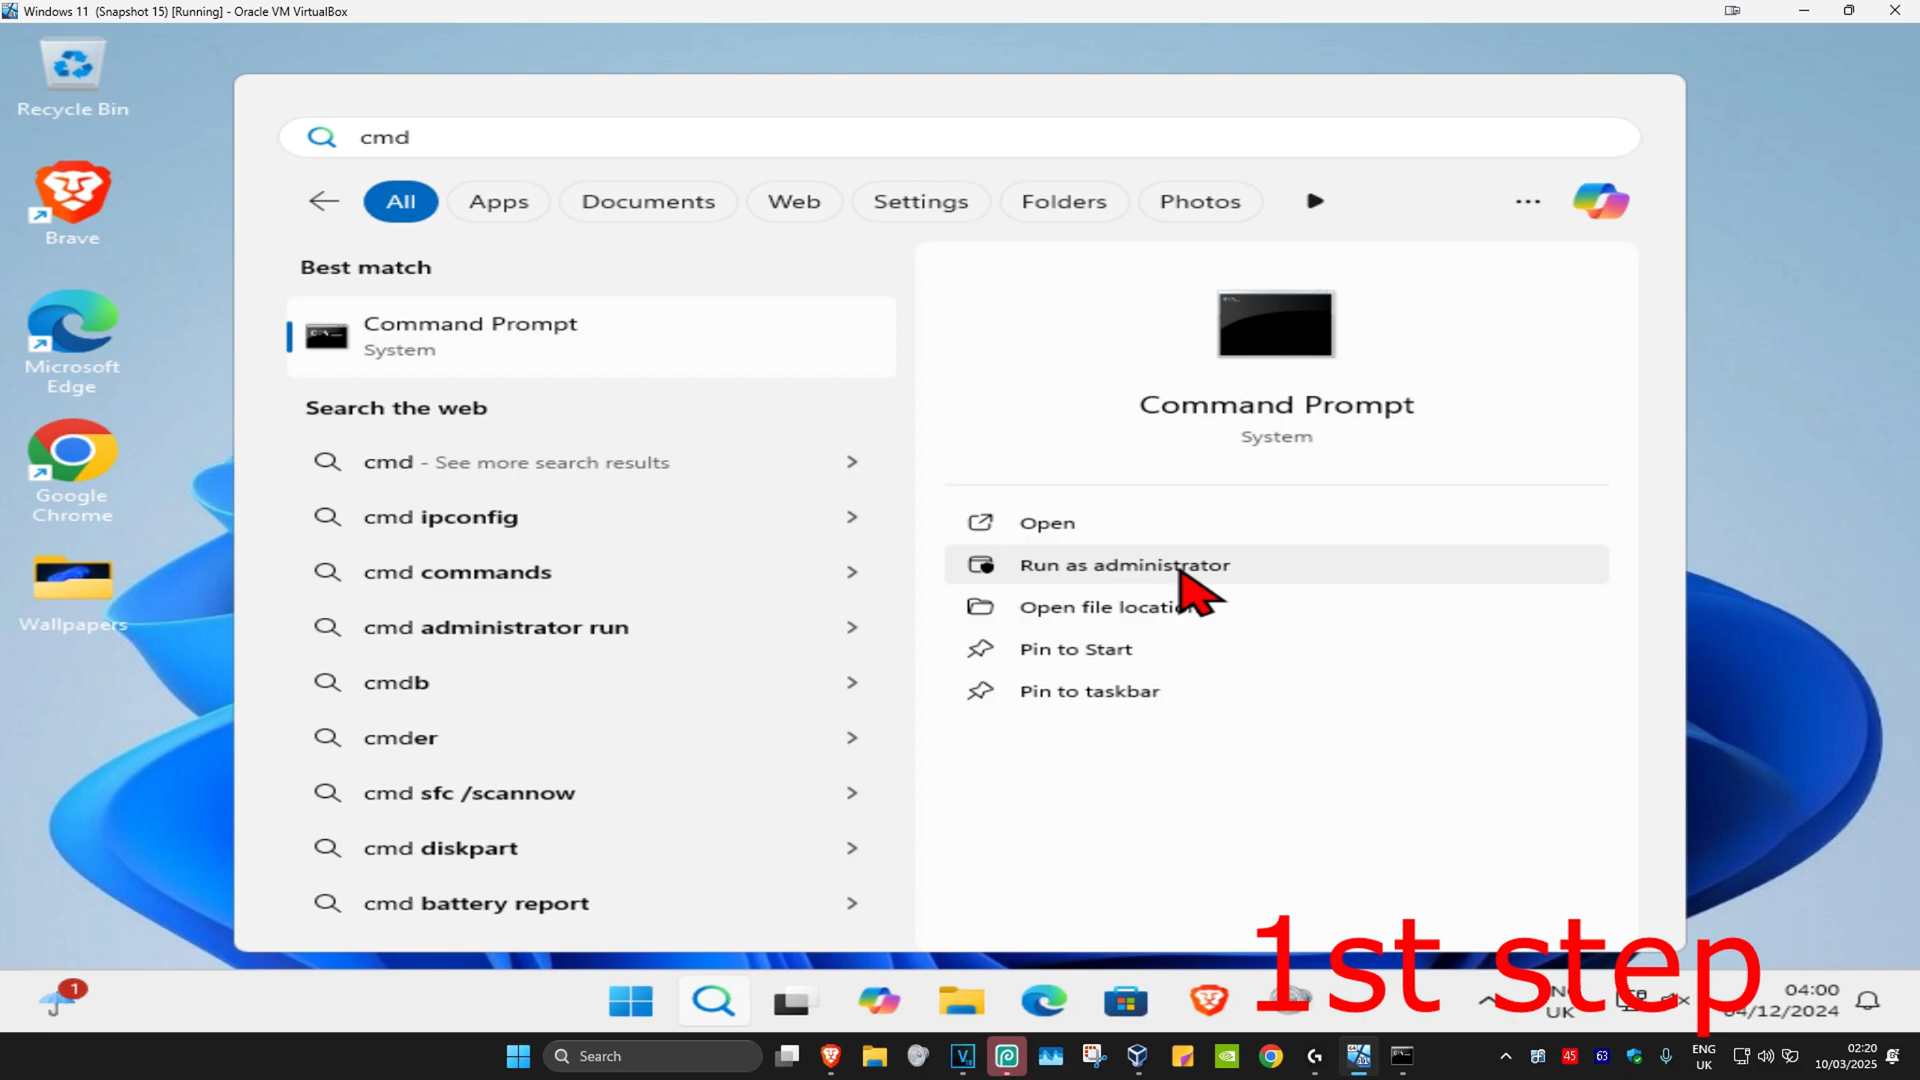 Windows 11 (Snapshot 15) [Running] - Oracle VM VirtualBox
Recycle Bin
Brave
Microsoft
Edge
Google
Chrome
Wallpapers
cmd
All
Apps
Documents
Web
Settings
Folders
Photos
Best match
Command Prompt
System
Search the web
cmd - See more search results
cmd ipconfig
cmd commands
cmd administrator run
cmdb
cmder
cmd sfc /scannow
cmd diskpart
cmd battery report
Command Prompt
System
Open
Run as administrator
Open file location
Pin to Start
Pin to taskbar
1st step
1
UK
04:00
04/12/2024
Search
45
63
ENG
UK
02:20
10/03/2025